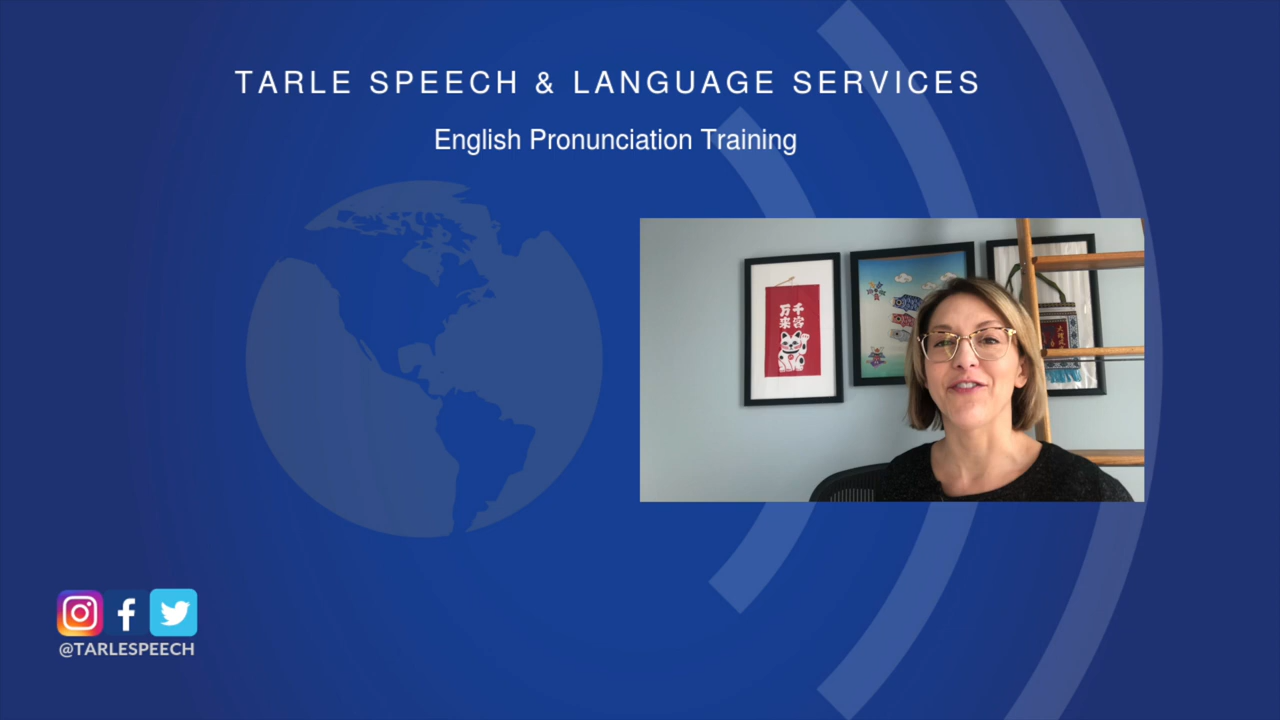 TARLE SPEECH & LANGUAGE SERVICES
English Pronunciation Training
千客
万来
@TARLESPEECH